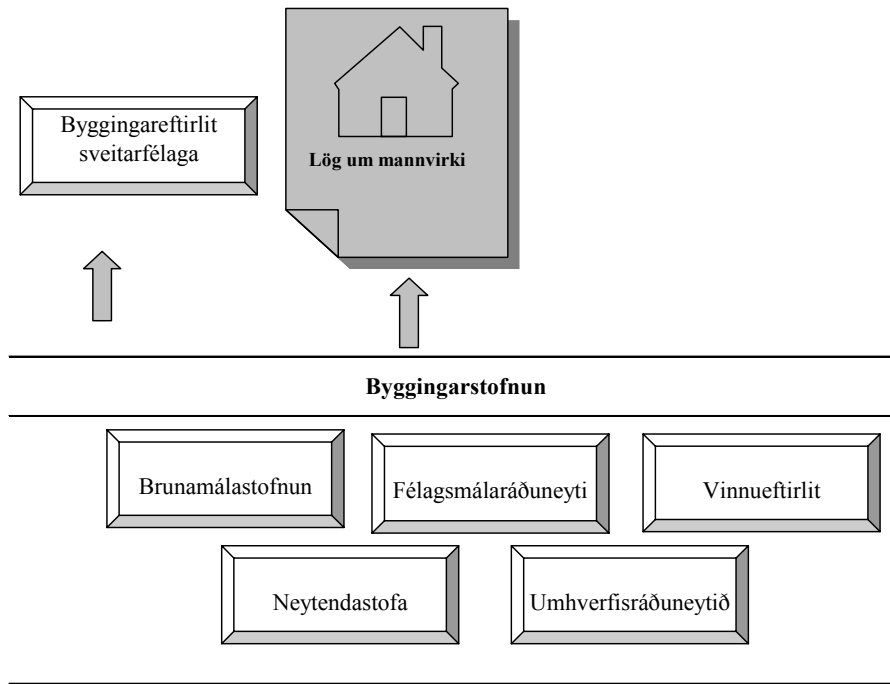 Byggingareftirlit
sveitarfélaga
Lög um mannvirki
Byggingarstofnun
Brunamálastofnun
Félagsmálaráðuneyti
Vinnueftirlit
Neytendastofa
Umhverfisráðuneytið